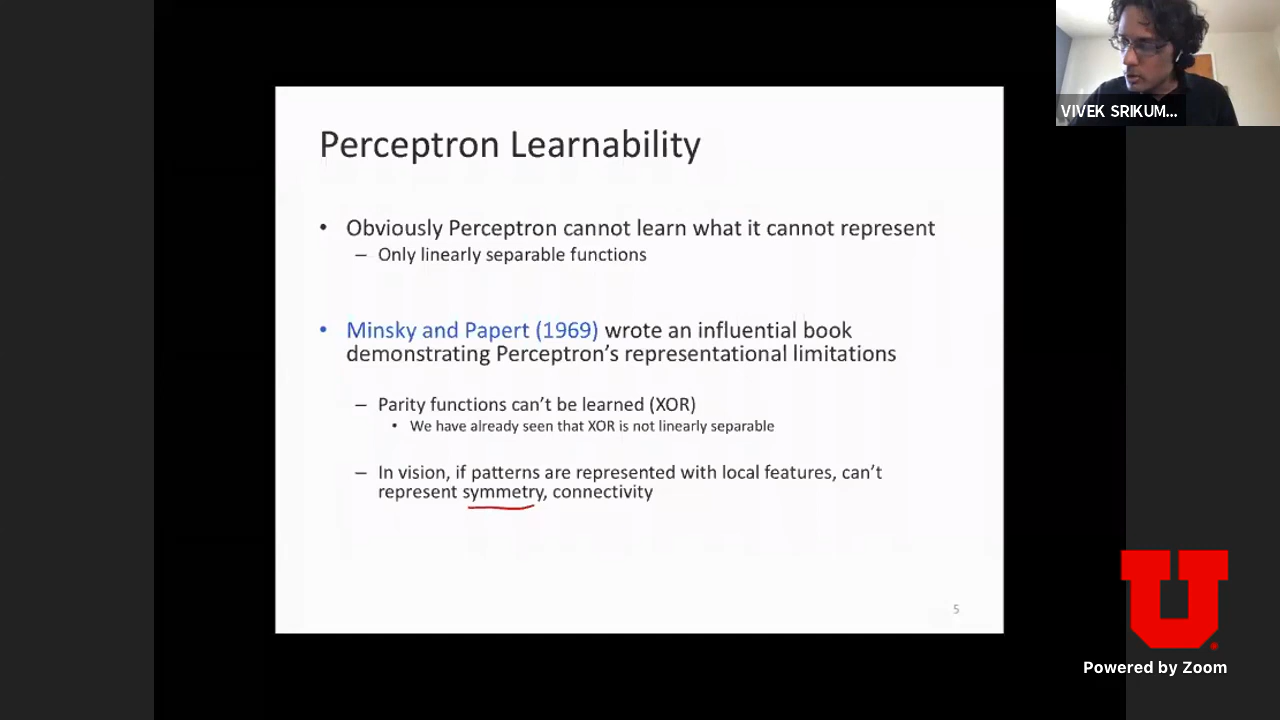 VIVEK SRIKUM...
Perceptron Learnability
• Obviously Perceptron cannot learn what it cannot represent
– Only linearly separable functions
• Minsky and Papert (1969) wrote an influential book
demonstrating Perceptron's representational limitations
– Parity functions can't be learned (XOR)
• We have already seen that XOR is not linearly separable
– In vision, if patterns are represented with local features, can't
represent symmetry, connectivity
5
U
Powered by Zoom